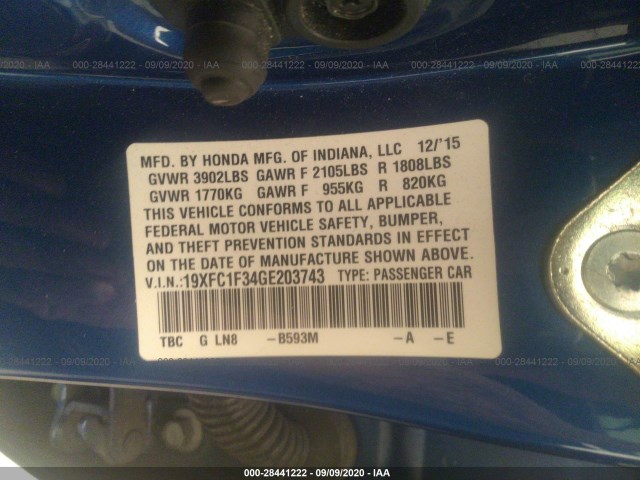 000-28441222 - 09/09/2020 - IAA
MFD. BY HONDA MFG. OF INDIANA, LLC 12/'15
GVWR 3902LBS GAWR F 2105LBS R 1808LBS
GVWR 1770KG GAWR F 955KG R 820KG
THIS VEHICLE CONFORMS TO ALL APPLICABLE
FEDERAL MOTOR VEHICLE SAFETY, BUMPER,
AND THEFT PREVENTION STANDARDS IN EFFECT
ON THE DATE OF MANUFACTURE SHOWN ABOVE.
V.I.N.:19XFC1F34GE203743 TYPE: PASSENGER CAR
TBC G LN8 -B593M -A -E
000-28441222 - 09/09/2020 - IAA